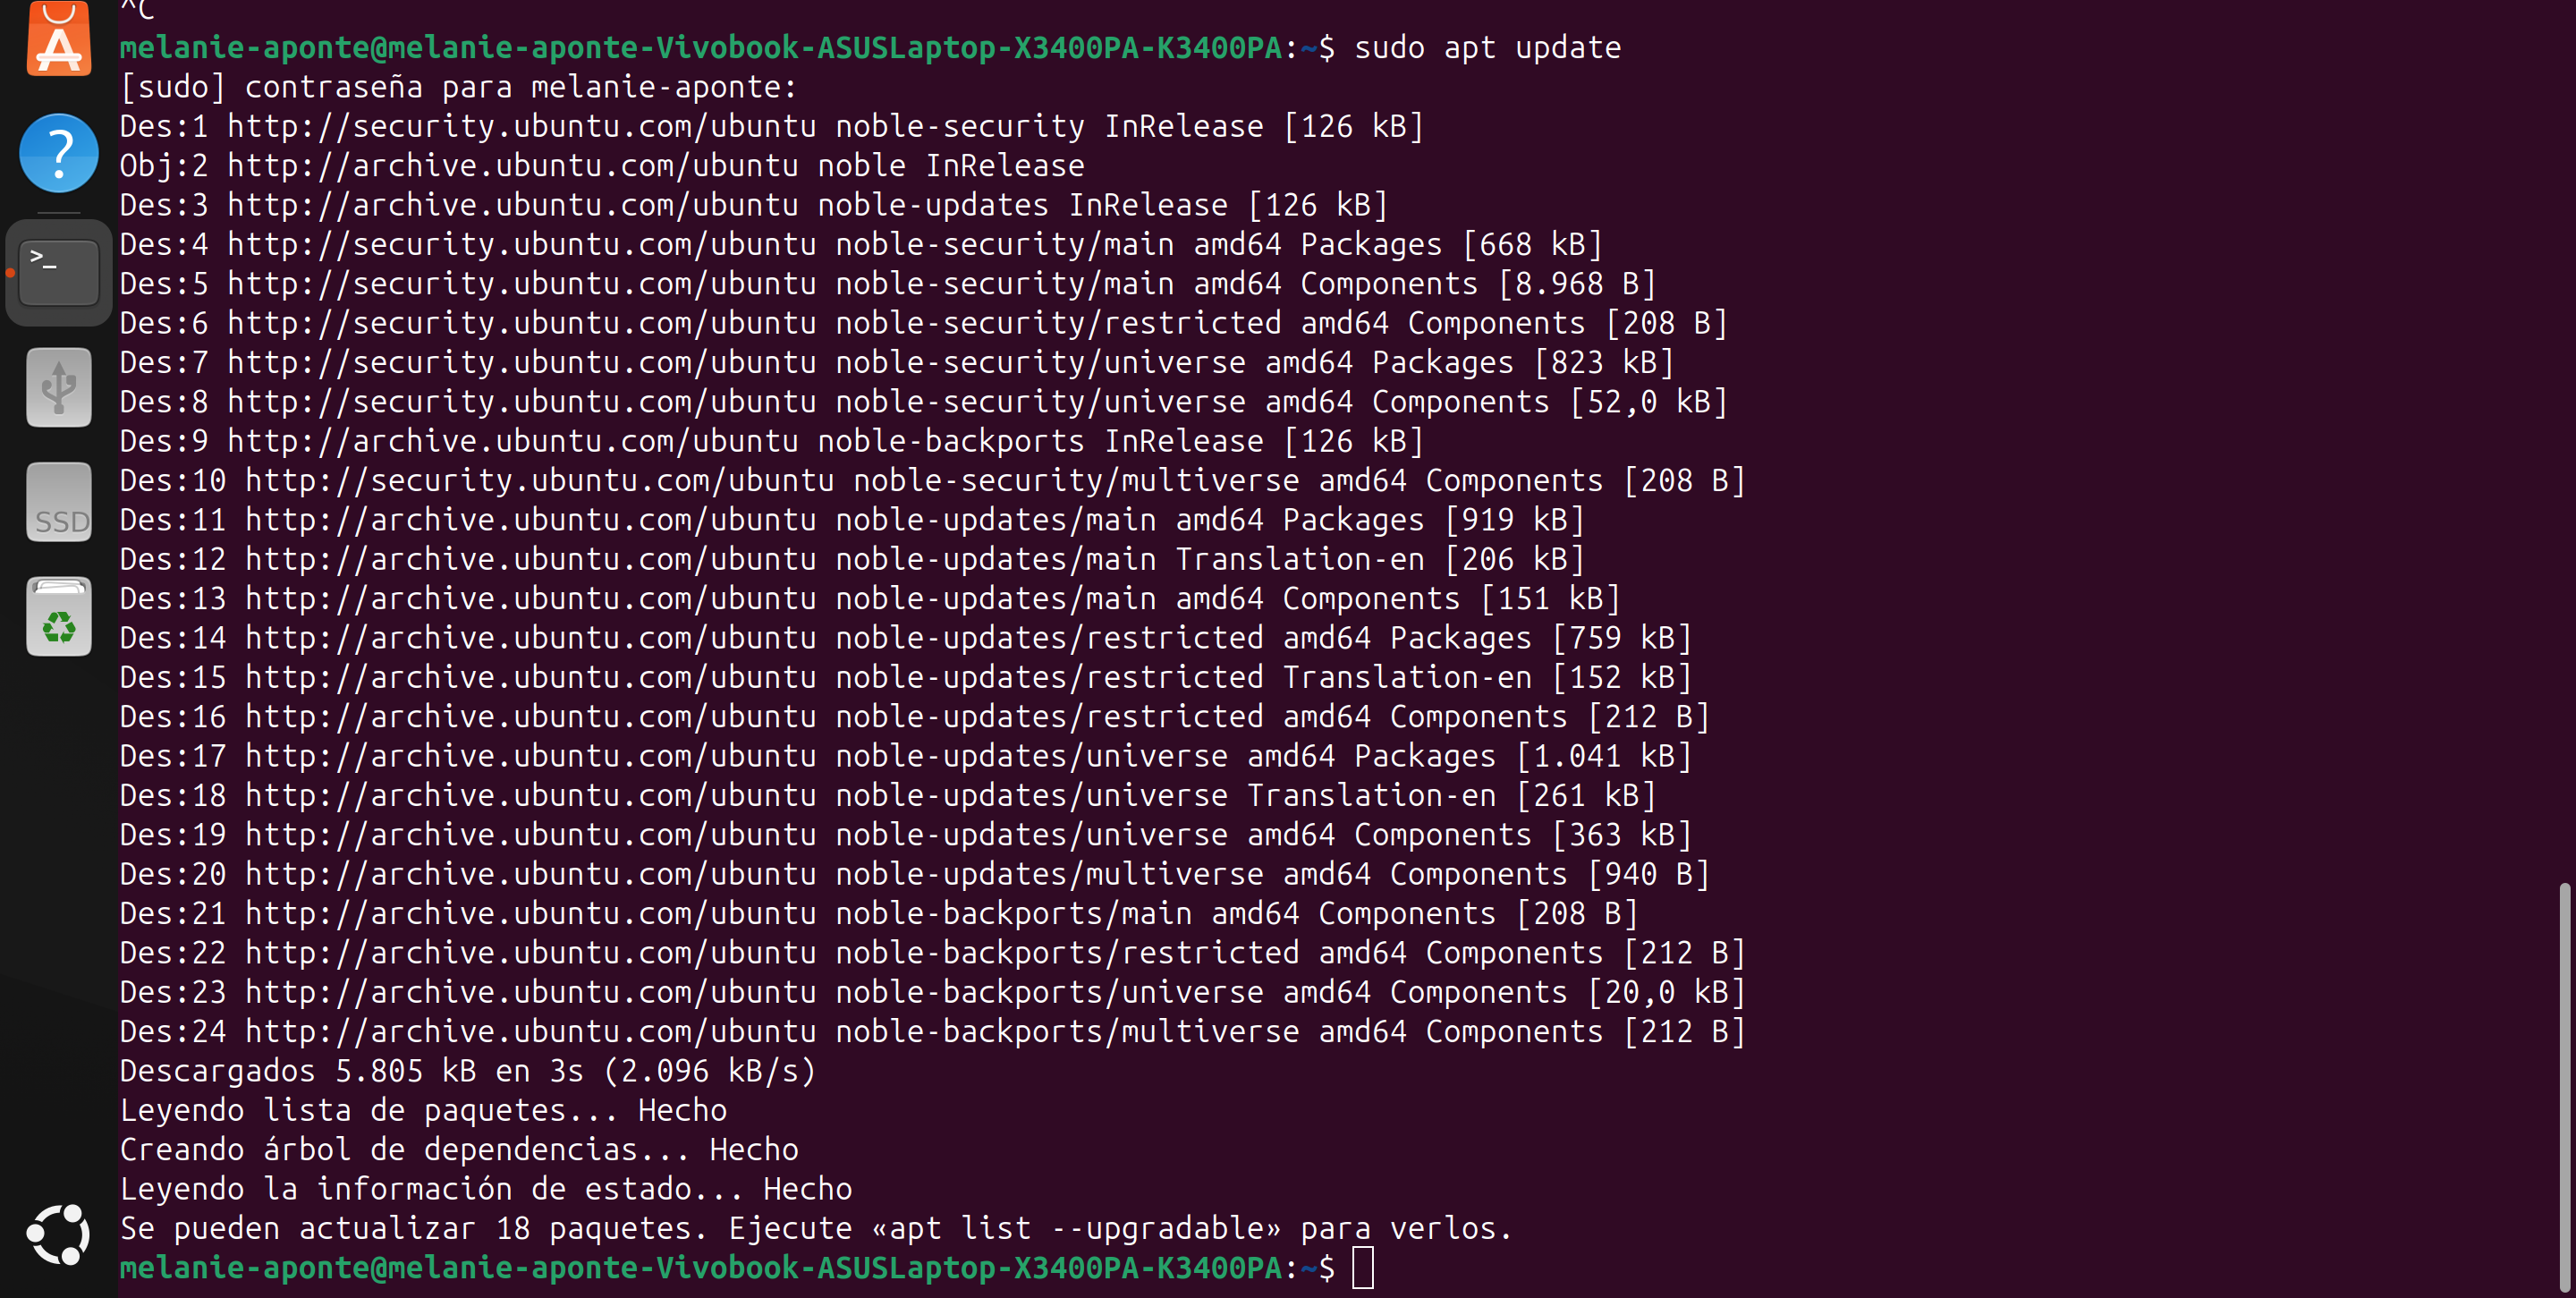 ^C
melanie-aponte@melanie-aponte-Vivobook-ASUSLaptop-X3400PA-K3400PA:~$ sudo apt update
[sudo] contraseña para melanie-aponte:
Des:1 http://security.ubuntu.com/ubuntu noble-security InRelease [126 kB]
Obj:2 http://archive.ubuntu.com/ubuntu noble InRelease
Des:3 http://archive.ubuntu.com/ubuntu noble-updates InRelease [126 kB]
Des:4 http://security.ubuntu.com/ubuntu noble-security/main amd64 Packages [668 kB]
Des:5 http://security.ubuntu.com/ubuntu noble-security/main amd64 Components [8.968 B]
Des:6 http://security.ubuntu.com/ubuntu noble-security/restricted amd64 Components [208 B]
Des:7 http://security.ubuntu.com/ubuntu noble-security/universe amd64 Packages [823 kB]
Des:8 http://security.ubuntu.com/ubuntu noble-security/universe amd64 Components [52,0 kB]
Des:9 http://archive.ubuntu.com/ubuntu noble-backports InRelease [126 kB]
Des:10 http://security.ubuntu.com/ubuntu noble-security/multiverse amd64 Components [208 B]
Des:11 http://archive.ubuntu.com/ubuntu noble-updates/main amd64 Packages [919 kB]
Des:12 http://archive.ubuntu.com/ubuntu noble-updates/main Translation-en [206 kB]
Des:13 http://archive.ubuntu.com/ubuntu noble-updates/main amd64 Components [151 kB]
Des:14 http://archive.ubuntu.com/ubuntu noble-updates/restricted amd64 Packages [759 kB]
Des:15 http://archive.ubuntu.com/ubuntu noble-updates/restricted Translation-en [152 kB]
Des:16 http://archive.ubuntu.com/ubuntu noble-updates/restricted amd64 Components [212 B]
Des:17 http://archive.ubuntu.com/ubuntu noble-updates/universe amd64 Packages [1.041 kB]
Des:18 http://archive.ubuntu.com/ubuntu noble-updates/universe Translation-en [261 kB]
Des:19 http://archive.ubuntu.com/ubuntu noble-updates/universe amd64 Components [363 kB]
Des:20 http://archive.ubuntu.com/ubuntu noble-updates/multiverse amd64 Components [940 B]
Des:21 http://archive.ubuntu.com/ubuntu noble-backports/main amd64 Components [208 B]
Des:22 http://archive.ubuntu.com/ubuntu noble-backports/restricted amd64 Components [212 B]
Des:23 http://archive.ubuntu.com/ubuntu noble-backports/universe amd64 Components [20,0 kB]
Des:24 http://archive.ubuntu.com/ubuntu noble-backports/multiverse amd64 Components [212 B]
Descargados 5.805 kB en 3s (2.096 kB/s)
Leyendo lista de paquetes... Hecho
Creando árbol de dependencias... Hecho
Leyendo la información de estado... Hecho
Se pueden actualizar 18 paquetes. Ejecute «apt list --upgradable» para verlos.
melanie-aponte@melanie-aponte-Vivobook-ASUSLaptop-X3400PA-K3400PA:~$
>_
SSD